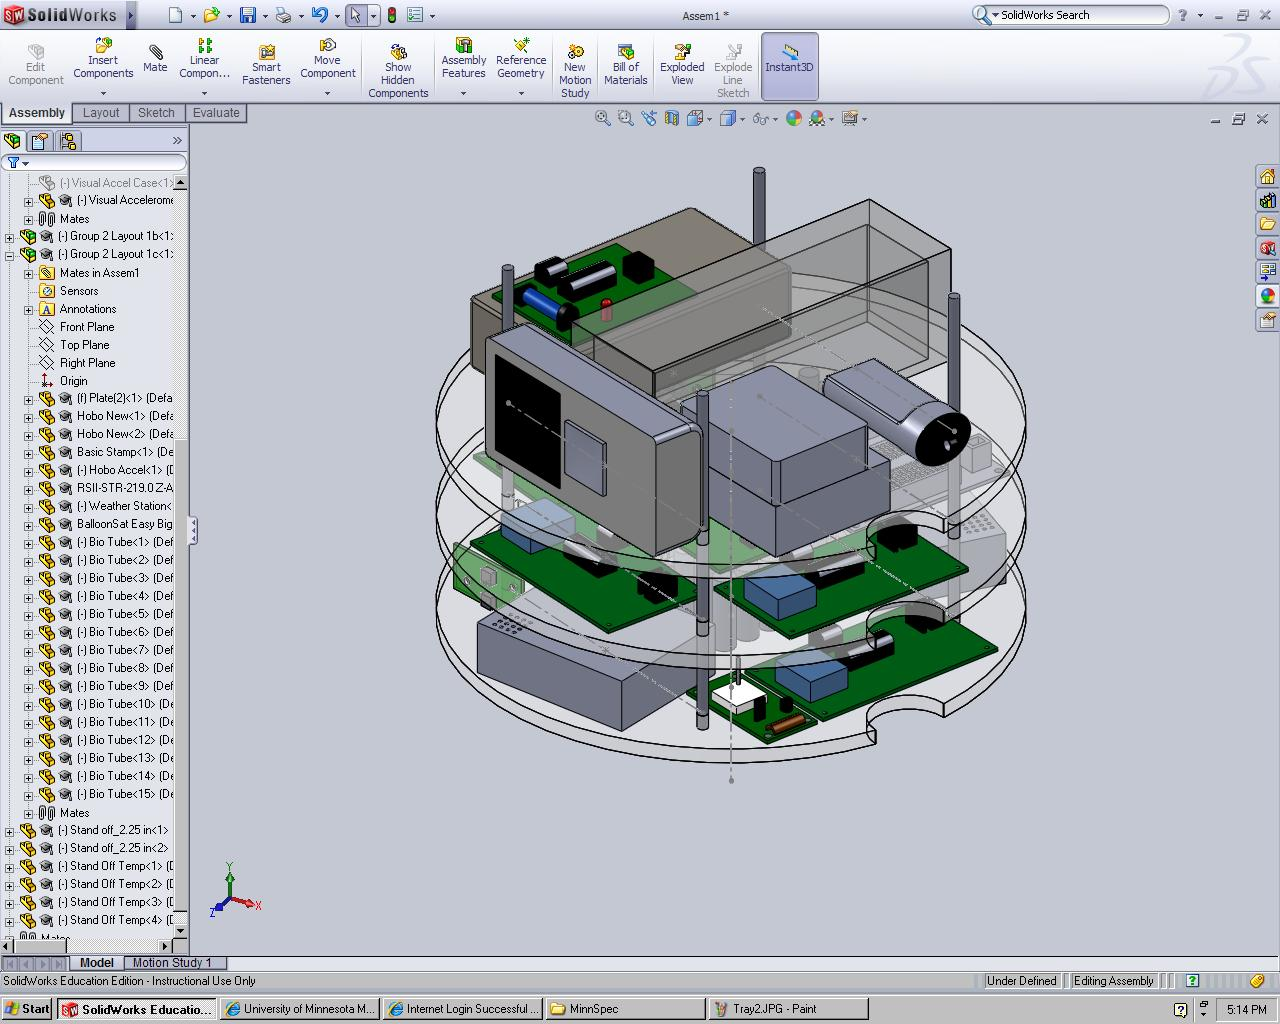 SolidWorks
Assem1 *
SolidWorks Search
Edit Component
Insert Components
Mate
Linear Compon...
Smart Fasteners
Move Component
Show Hidden Components
Assembly Features
Reference Geometry
New Motion Study
Bill of Materials
Exploded View
Explode Line Sketch
Instant3D
Assembly Layout Sketch Evaluate
(-) Visual Accel Case<1>
(-) Visual Accelerome
Mates
(-) Group 2 Layout 1b<1>
(-) Group 2 Layout 1c<1>
Mates in Assem1
Sensors
Annotations
Front Plane
Top Plane
Right Plane
Origin
(f) Plate(2)<1> (Defa
Hobo New<1> (Defa
Hobo New<2> (Defa
Basic Stamp<1> (De
(-) Hobo Accel<1> (D
RSII-STR-219.0 Z-A
(-) Weather Station<
BalloonSat Easy Big
(-) Bio Tube<1> (Def
(-) Bio Tube<2> (Def
(-) Bio Tube<3> (Def
(-) Bio Tube<4> (Def
(-) Bio Tube<5> (Def
(-) Bio Tube<6> (Def
(-) Bio Tube<7> (Def
(-) Bio Tube<8> (Def
(-) Bio Tube<9> (Def
(-) Bio Tube<10> (De
(-) Bio Tube<11> (De
(-) Bio Tube<12> (De
(-) Bio Tube<13> (De
(-) Bio Tube<14> (De
(-) Bio Tube<15> (De
Mates
(-) Stand off_2.25 in<1>
(-) Stand off_2.25 in<2>
(-) Stand Off Temp<1> (D
(-) Stand Off Temp<2> (D
(-) Stand Off Temp<3> (D
(-) Stand Off Temp<4> (D
Mates
Y
X
Z
Model Motion Study 1
SolidWorks Education Edition - Instructional Use Only
Under Defined Editing Assembly
Start SolidWorks Educatio... University of Minnesota M... Internet Login Successful ... MinnSpec Tray2.JPG - Paint 5:14 PM